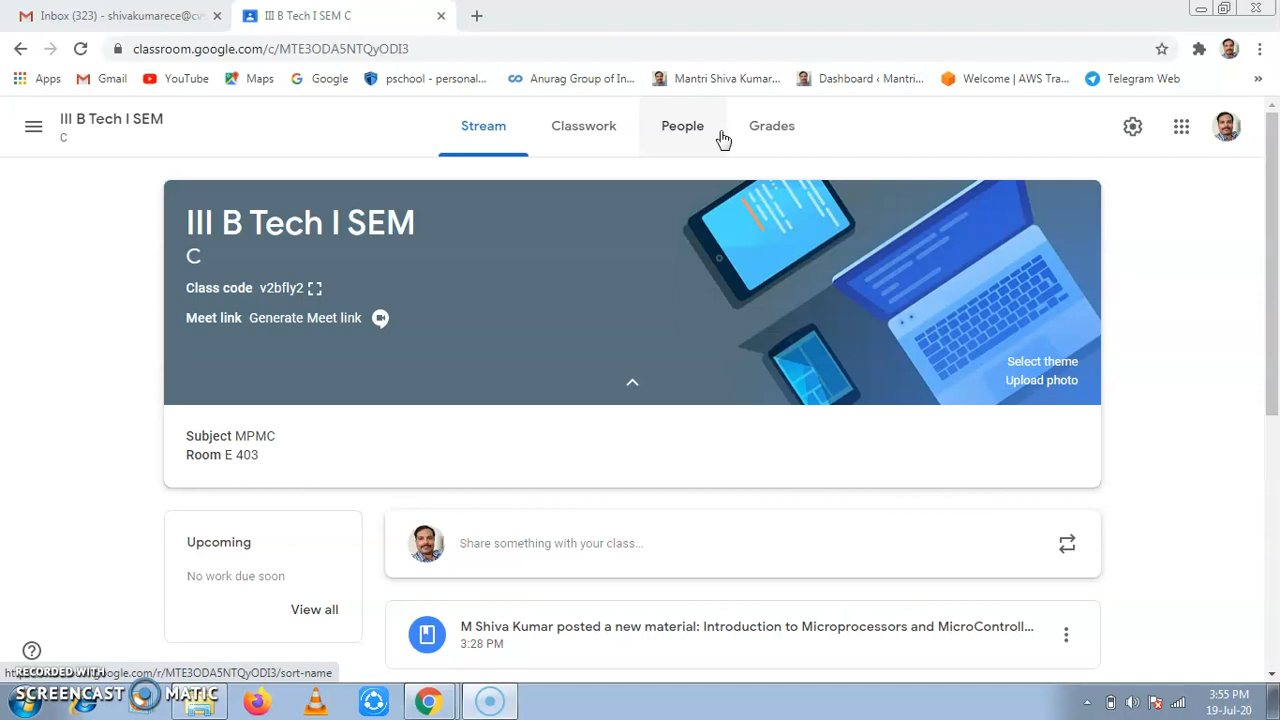 Inbox (323) - shivakumarece@cv
III B Tech I SEM C
classroom.google.com/c/MTE3ODA5NTQyODI3
Apps
Gmail
YouTube
Maps
Google
pschool - personal...
Anurag Group of In...
Mantri Shiva Kumar...
Dashboard ‹ Mantri...
Welcome | AWS Tra...
Telegram Web
»
III B Tech I SEM
C
Stream
Classwork
People
Grades
III B Tech I SEM
C
Class code v2bfly2
Meet link Generate Meet link
Select theme
Upload photo
Subject MPMC
Room E 403
Upcoming
No work due soon
View all
Share something with your class...
M Shiva Kumar posted a new material: Introduction to Microprocessors and MicroControll...
3:28 PM
google.com/r/MTE3ODA5NTQyODI3/sort-name
RECORDED WITH
SCREENCAST MATIC
3:55 PM
19-Jul-20